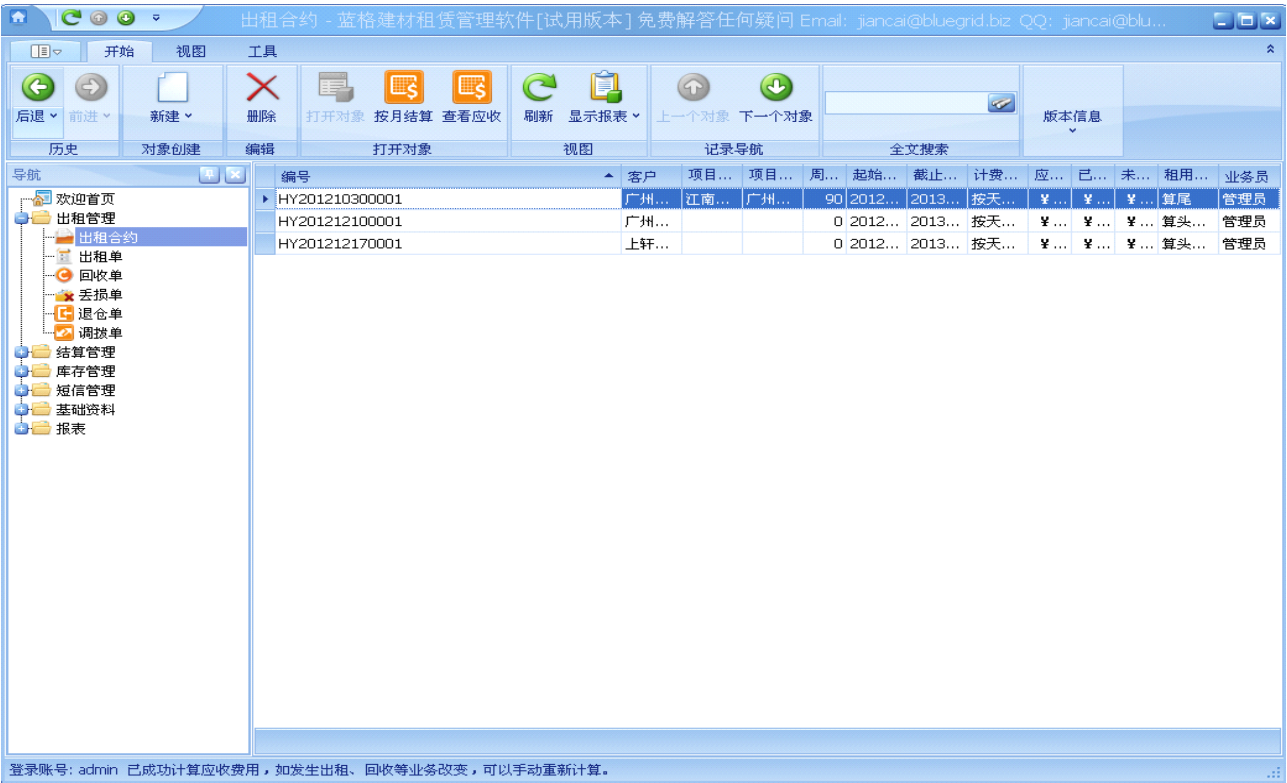 出租合约 - 蓝格建材租赁管理软件[试用版本] 免费解答任何疑问 Email: jiancai@bluegrid.biz QQ: jiancai@blu...
开始 视图 工具
后退 前进 新建 删除 打开对象 按月结算 查看应收 刷新 显示报表 上一个对象 下一个对象 版本信息
历史 对象创建 编辑 打开对象 视图 记录导航 全文搜索
导航
欢迎首页
出租管理
出租合约
出租单
回收单
丢损单
退仓单
调拨单
结算管理
库存管理
短信管理
基础资料
报表
编号 客户 项目... 项目... 周... 起始... 截止... 计费... 应... 已... 未... 租用... 业务员
HY201210300001 广州... 江南... 广州... 90 2012... 2013... 按天... ¥ ... ¥ ... ¥ ... 算尾 管理员
HY201212100001 广州... 0 2012... 2013... 按天... ¥ ... ¥ ... ¥ ... 算头... 管理员
HY201212170001 上轩... 0 2012... 2013... 按天... ¥ ... ¥ ... ¥ ... 算头... 管理员
登录账号: admin 已成功计算应收费用，如发生出租、回收等业务改变，可以手动重新计算。